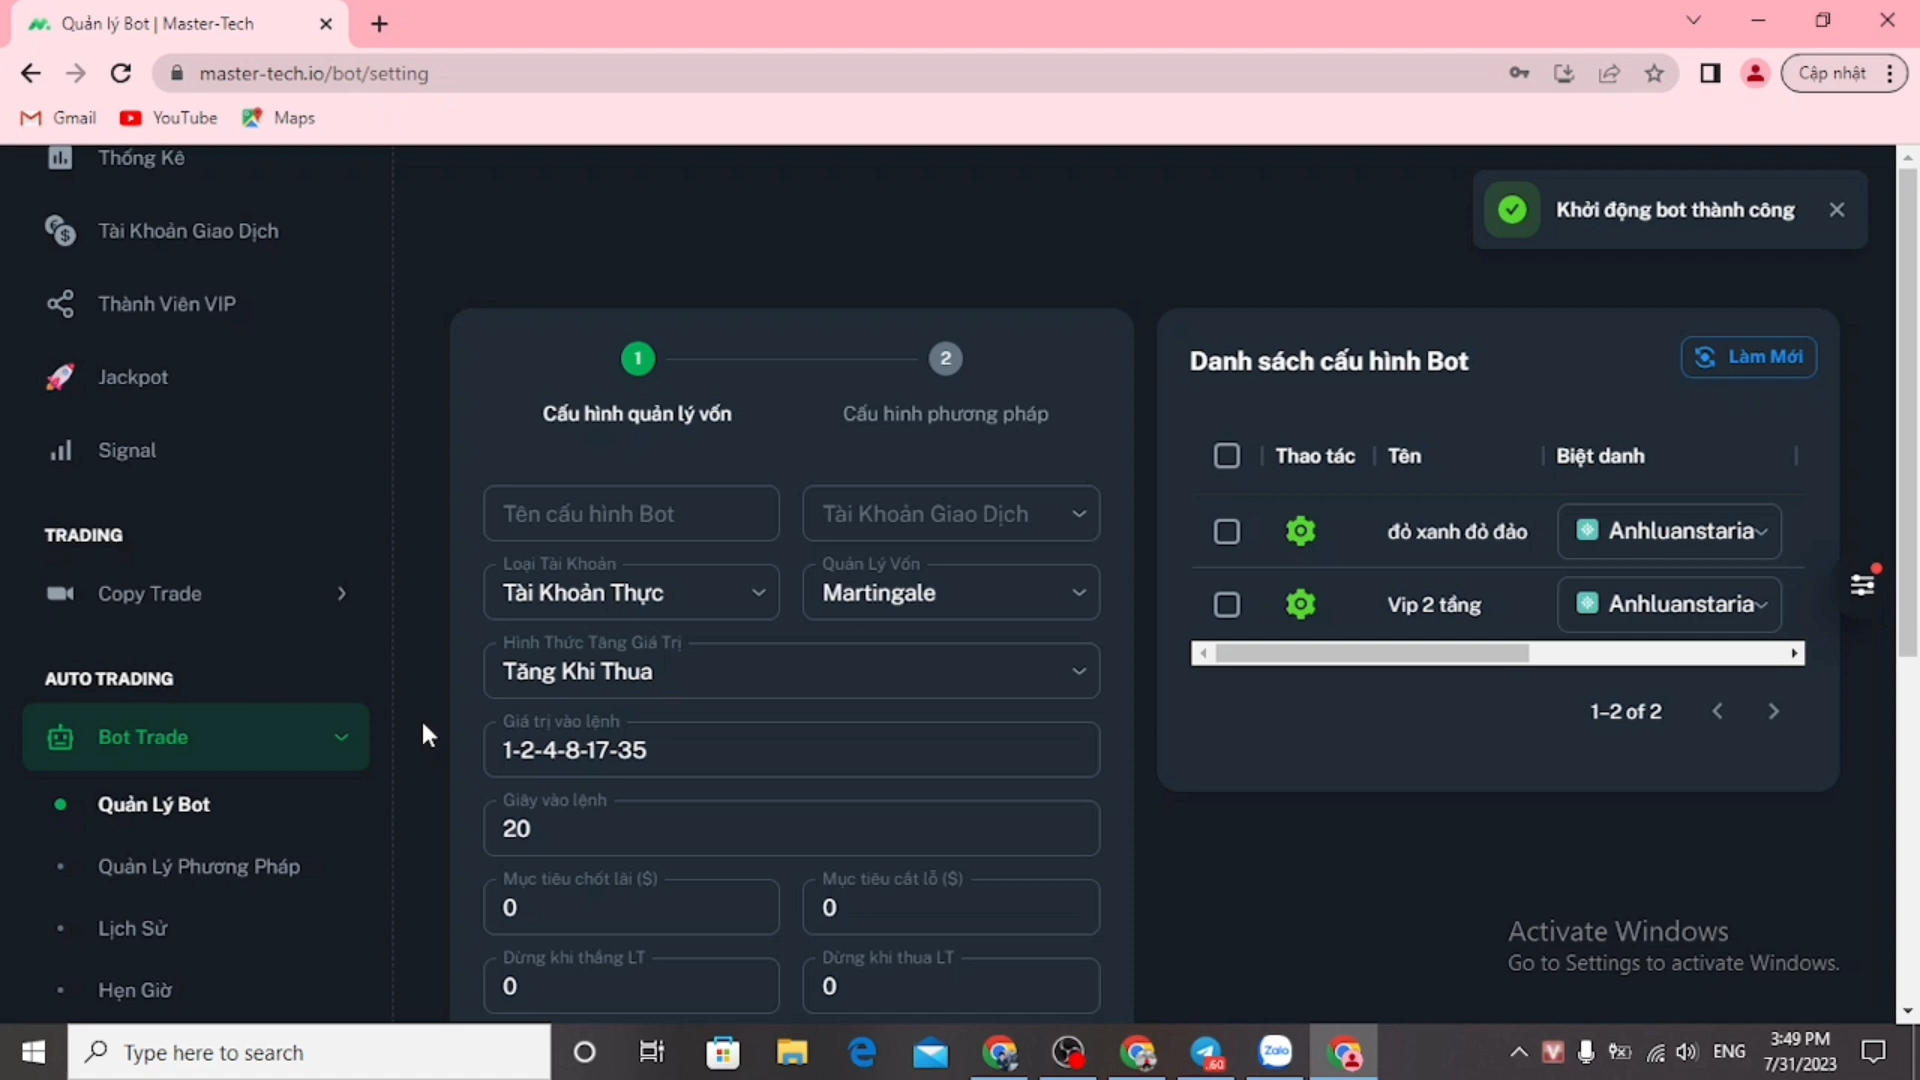 Quản lý Bot | Master-Tech
master-tech.io/bot/setting
Cập nhật
Gmail
YouTube
Maps
Thống Kê
Tài Khoản Giao Dịch
Thành Viên VIP
Jackpot
Signal
TRADING
Copy Trade
AUTO TRADING
Bot Trade
Quản Lý Bot
Quản Lý Phương Pháp
Lịch Sử
Hẹn Giờ
Khởi động bot thành công
1
2
Cấu hình quản lý vốn
Cấu hình phương pháp
Tên cấu hình Bot
Tài Khoản Giao Dịch
Loại Tài Khoản
Tài Khoản Thực
Quản Lý Vốn
Martingale
Hình Thức Tăng Giá Trị
Tăng Khi Thua
Giá trị vào lệnh
1-2-4-8-17-35
Giây vào lệnh
20
Mục tiêu chốt lãi ($)
0
Mục tiêu cắt lỗ ($)
0
Dừng khi thắng LT
0
Dừng khi thua LT
0
Danh sách cấu hình Bot
Làm Mới
Thao tác
Tên
Biệt danh
đỏ xanh đỏ đảo
Anhluanstaria
Vip 2 tầng
Anhluanstaria
1–2 of 2
Activate Windows
Go to Settings to activate Windows.
Type here to search
.60
Zalo
ENG
3:49 PM
7/31/2023